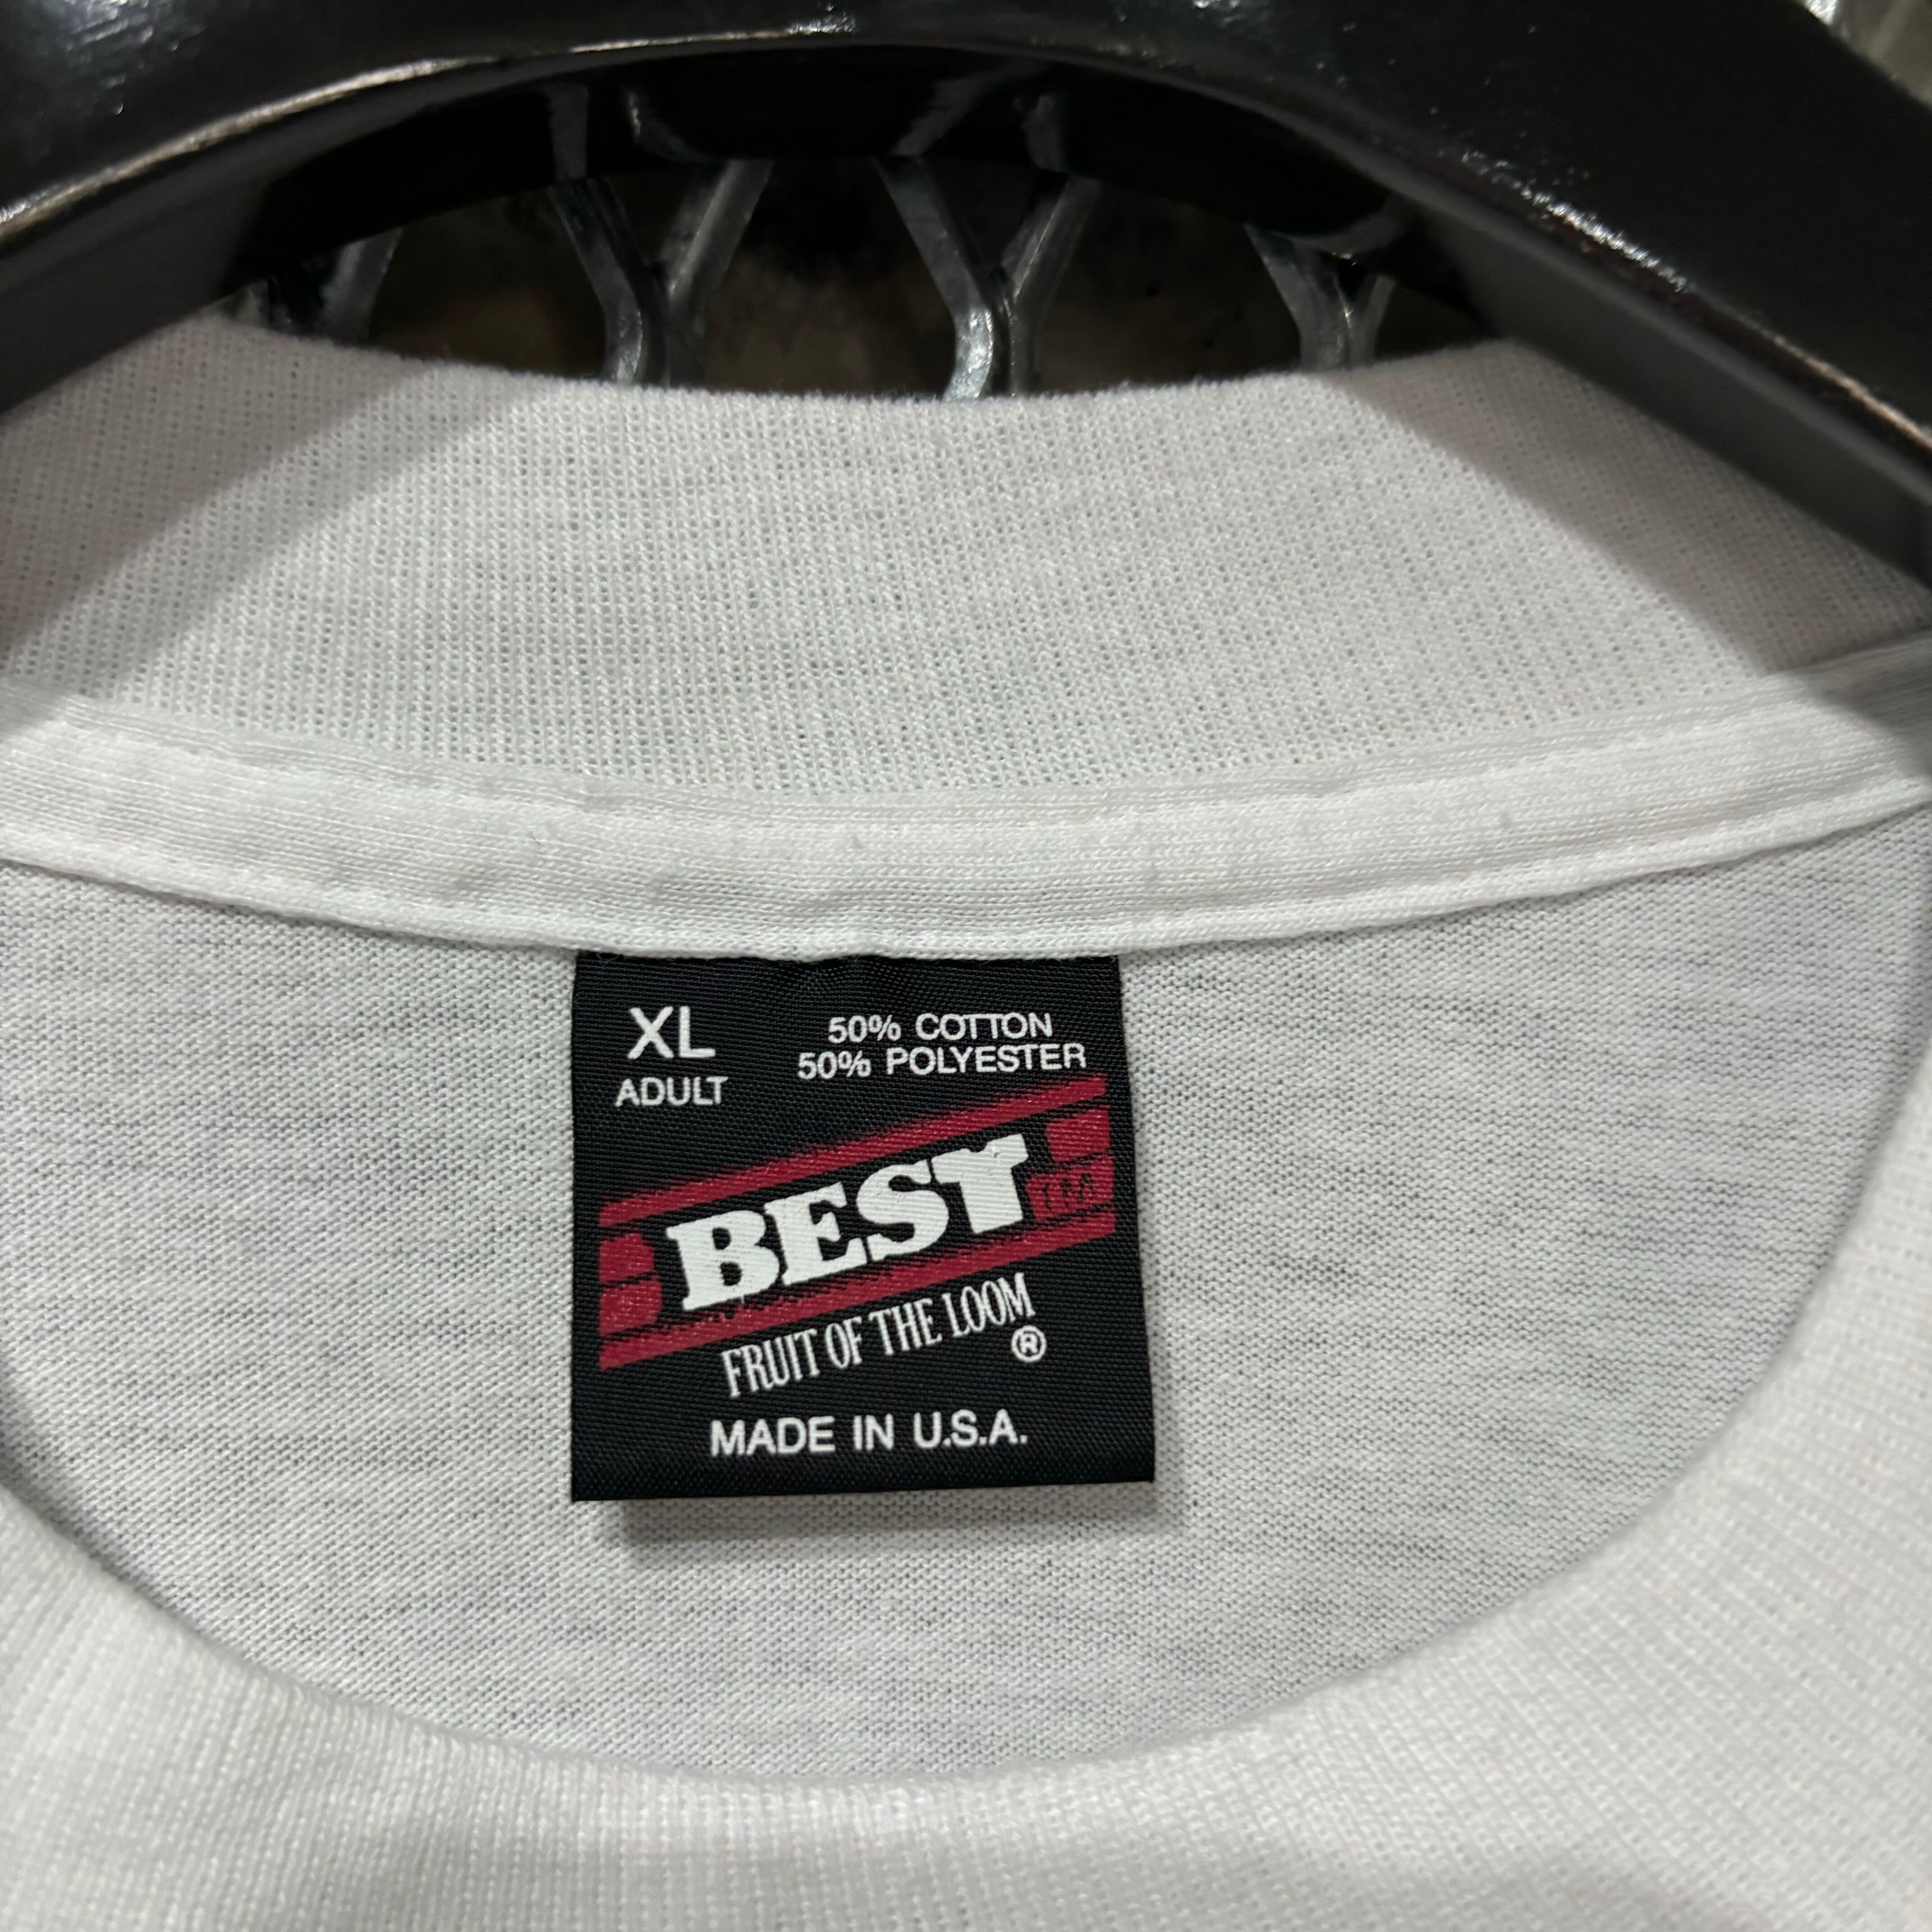 XL
ADULT
50% COTTON
50% POLYESTER
BEST
FRUIT OF THE LOOM
®
MADE IN U.S.A.